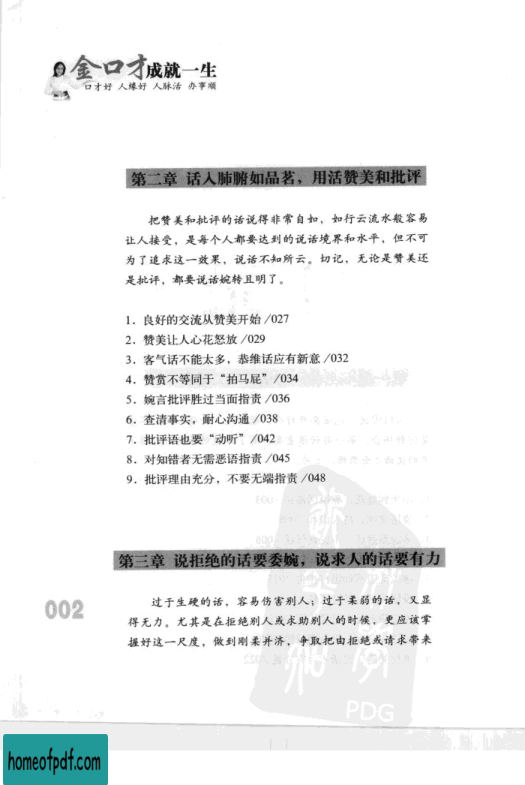 金口才成就一生
口才好 人缘好 人脉活 办事顺
第二章 话入肺腑如品茗，用活赞美和批评
把赞美和批评的话说得非常自如，如行云流水般容易
让人接受，是每个人都要达到的说话境界和水平，但不可
为了追求这一效果，说话不知所云。切记，无论是赞美还
是批评，都要说话婉转且明了。
1．良好的交流从赞美开始/027
2．赞美让人心花怒放/029
3．客气话不能太多，恭维话应有新意/032
4．赞赏不等同于“拍马屁”/034
5．婉言批评胜过当面指责/036
6．查清事实，耐心沟通/038
7．批评语也要“动听”/042
8．对知错者无需恶语指责/045
9．批评理由充分，不要无端指责/048
第三章 说拒绝的话要委婉，说求人的话要有力
002
过于生硬的话，容易伤害别人；过于柔弱的话，又显
得无力。尤其是在拒绝别人或求助别人的时候，更应该掌
握好这一尺度，做到刚柔并济，争取把由拒绝或请求带来
PDG
homeofpdf.com